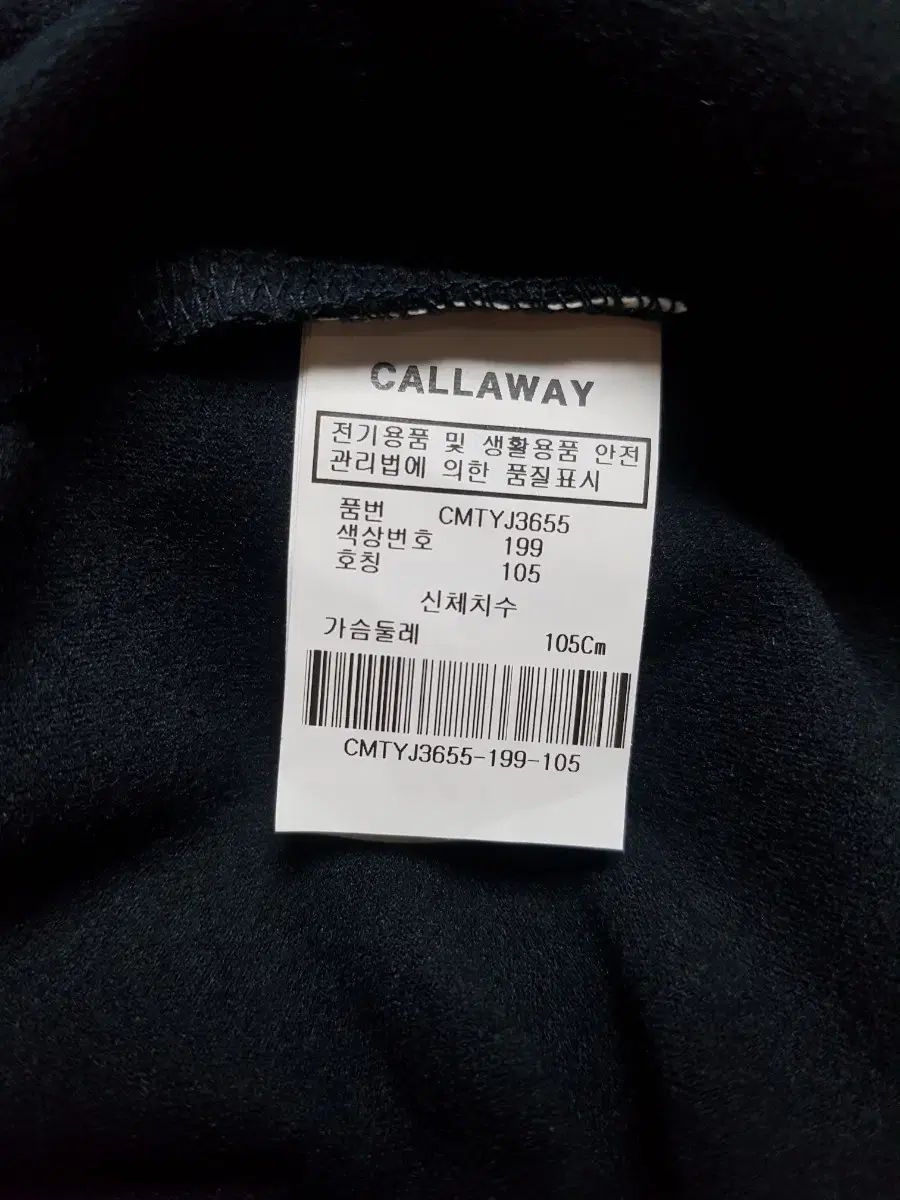 CALLAWAY
전기용품 및 생활용품 안전
관리법에 의한 품질표시
품번 CMTYJ3655
색상번호 199
호칭 105
신체치수
가슴둘레 105Cm
CMTYJ3655-199-105